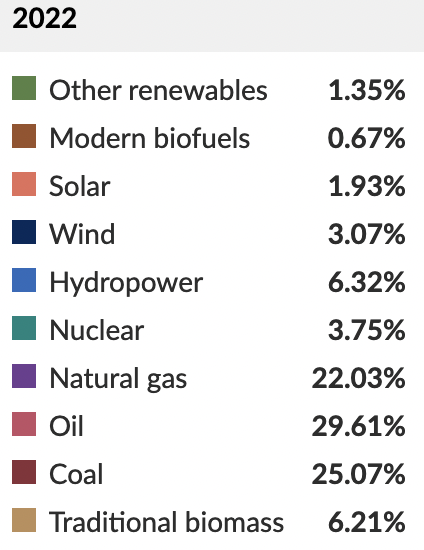 2022
Other renewables 1.35%
Modern biofuels 0.67%
Solar 1.93%
Wind 3.07%
Hydropower 6.32%
Nuclear 3.75%
Natural gas 22.03%
Oil 29.61%
Coal 25.07%
Traditional biomass 6.21%